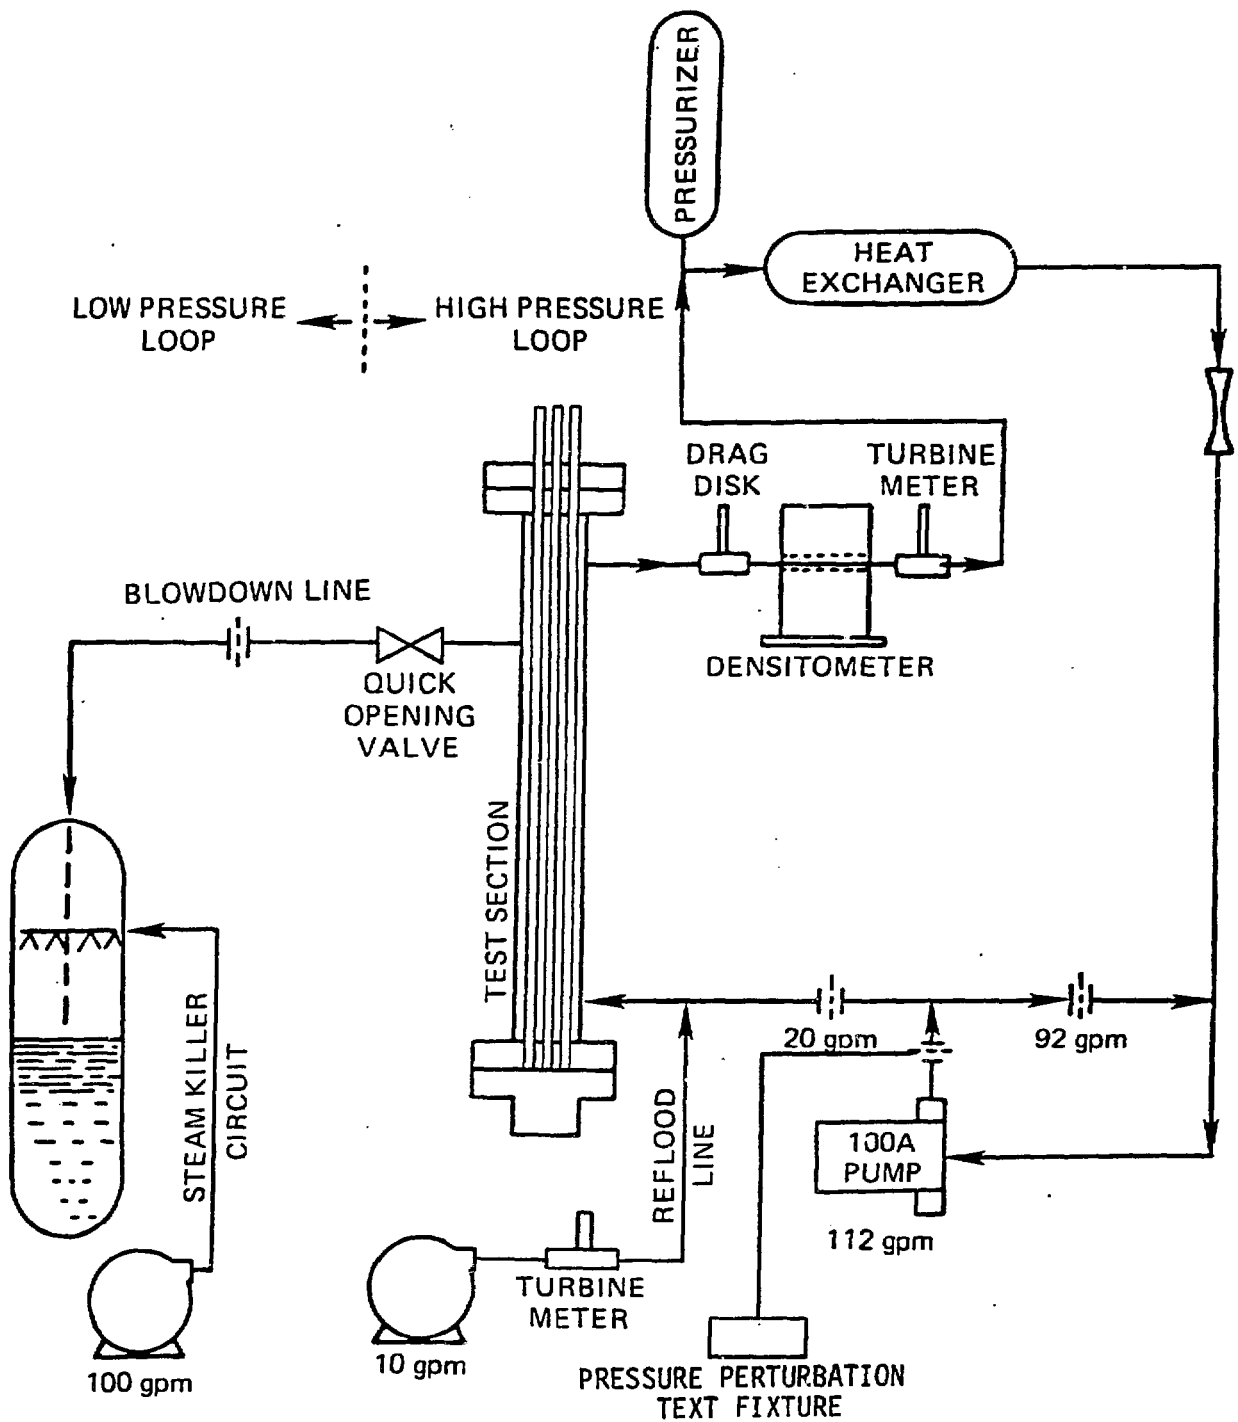 PRESSURIZER
HEAT
EXCHANGER
LOW PRESSURE
LOOP
HIGH PRESSURE
LOOP
DRAG
DISK
TURBINE
METER
DENSITOMETER
BLOWDOWN LINE
QUICK
OPENING
VALVE
TEST SECTION
STEAM KILLER
CIRCUIT
20 gpm
92 gpm
REFLOOD
LINE
100A
PUMP
112 gpm
TURBINE
METER
100 gpm
10 gpm
PRESSURE PERTURBATION
TEXT FIXTURE